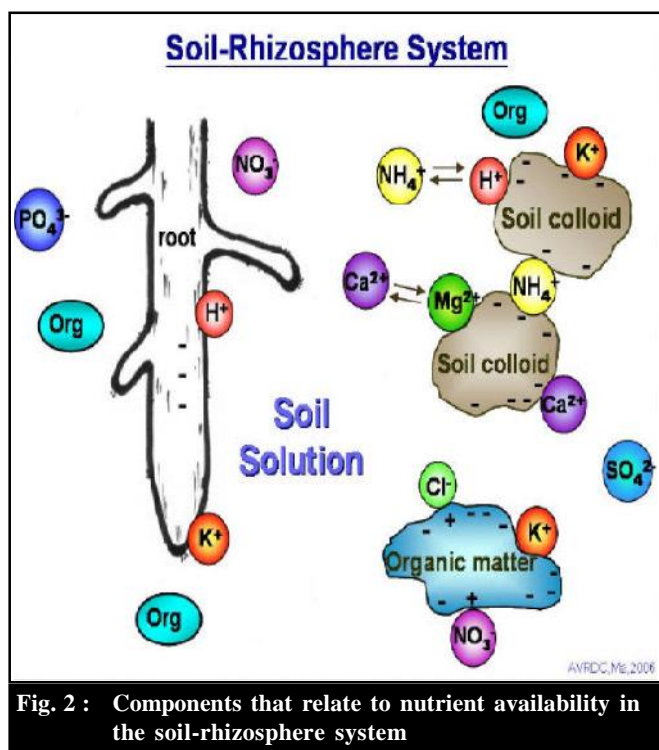 Soil-Rhizosphere System
Org
NO₃⁻
K⁺
NH₄⁺
H⁺
Soil colloid
PO₄³⁻
root
Ca²⁺
Mg²⁺
NH₄⁺
H⁺
Org
Soil colloid
Ca²⁺
Soil
Solution
SO₄²⁻
Cl⁻
K⁺
K⁺
Organic matter
Org
NO₃⁻
AVRDC,Ma,2006
Fig. 2 : Components that relate to nutrient availability in
the soil-rhizosphere system